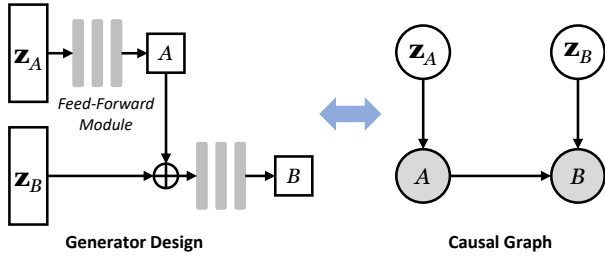 z_A
A
Feed-Forward
Module
z_B
B
Generator Design
z_A
z_B
A
B
Causal Graph